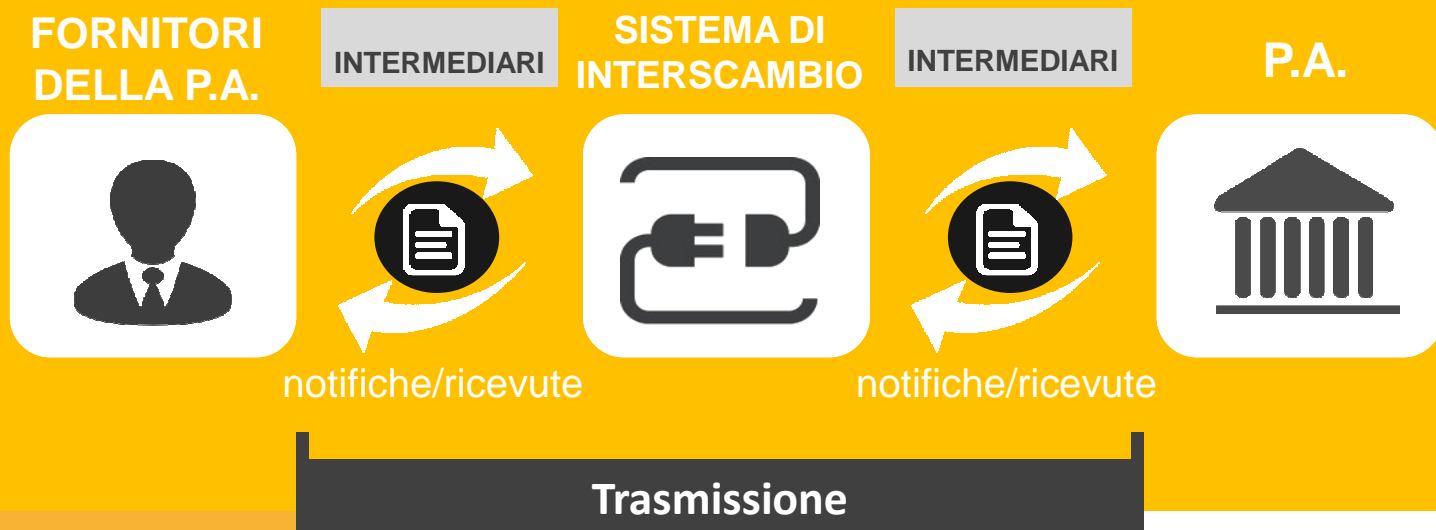 FORNITORI
DELLA P.A.
INTERMEDIARI
SISTEMA DI
INTERSCAMBIO
INTERMEDIARI
P.A.
notifiche/ricevute
notifiche/ricevute
Trasmissione